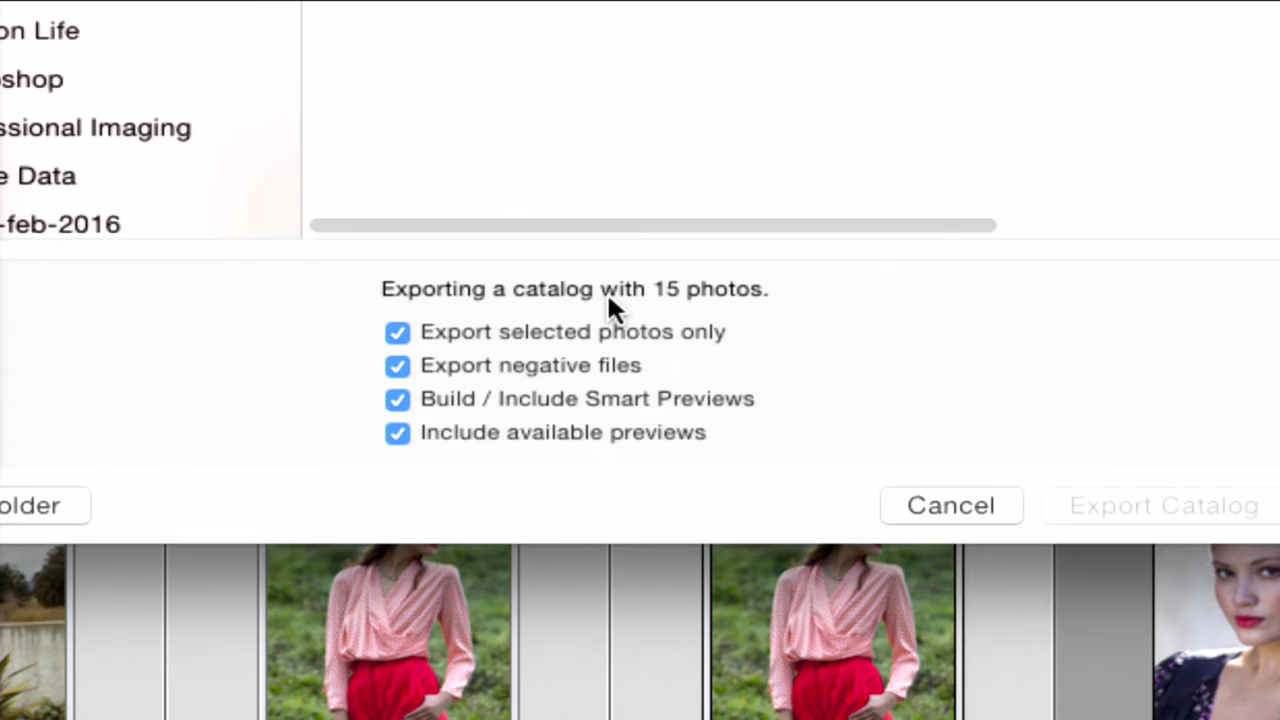 on Life
shop
ssional Imaging
e Data
-feb-2016
Exporting a catalog with 15 photos.
Export selected photos only
Export negative files
Build / Include Smart Previews
Include available previews
older
Cancel
Export Catalog